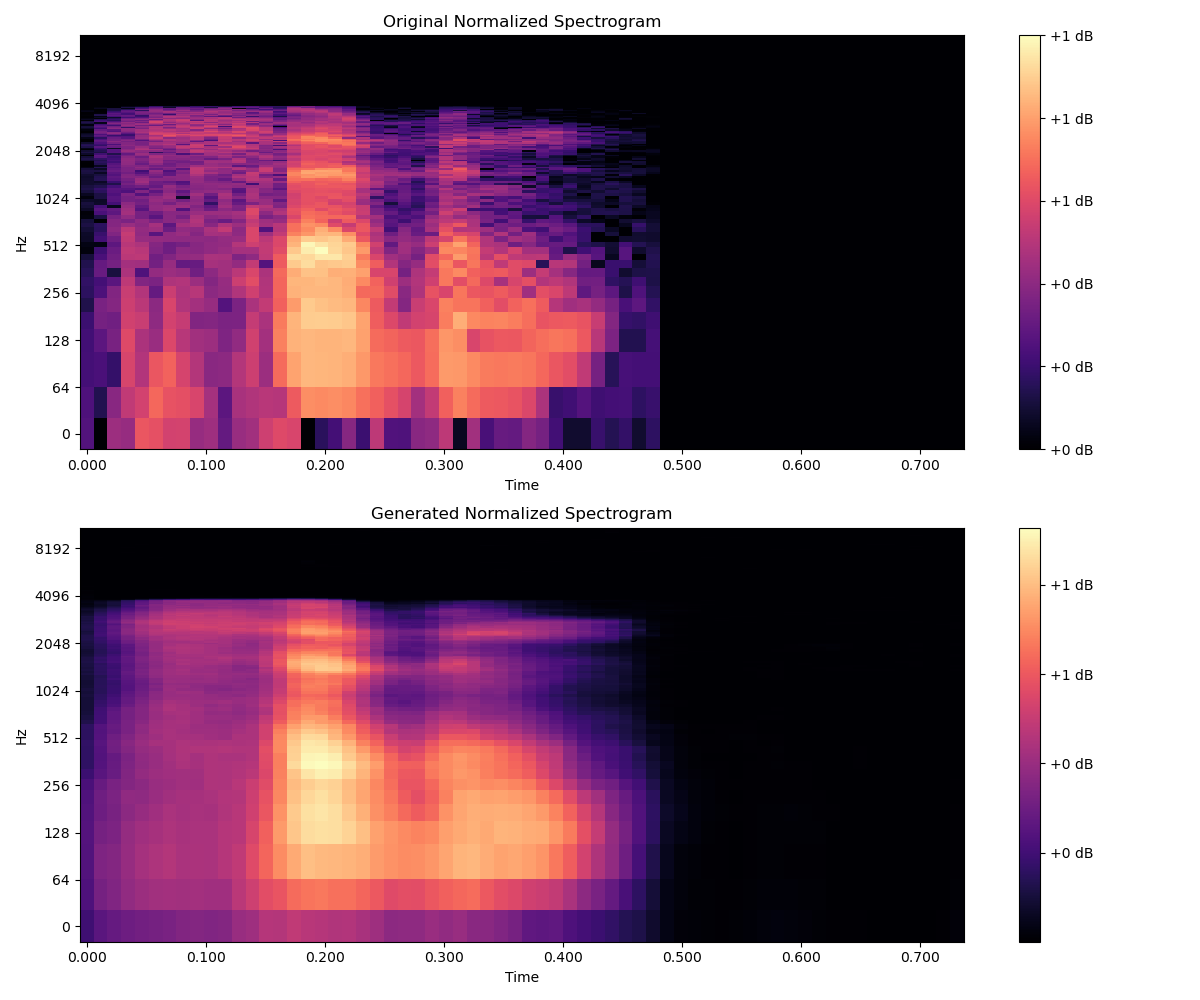 Original Normalized Spectrogram
8192
4096
2048
1024
512
256
128
64
0
Hz
0.000 0.100 0.200 0.300 0.400 0.500 0.600 0.700
Time
+1 dB
+1 dB
+1 dB
+0 dB
+0 dB
+0 dB
Generated Normalized Spectrogram
8192
4096
2048
1024
512
256
128
64
0
Hz
0.000 0.100 0.200 0.300 0.400 0.500 0.600 0.700
Time
+1 dB
+1 dB
+0 dB
+0 dB